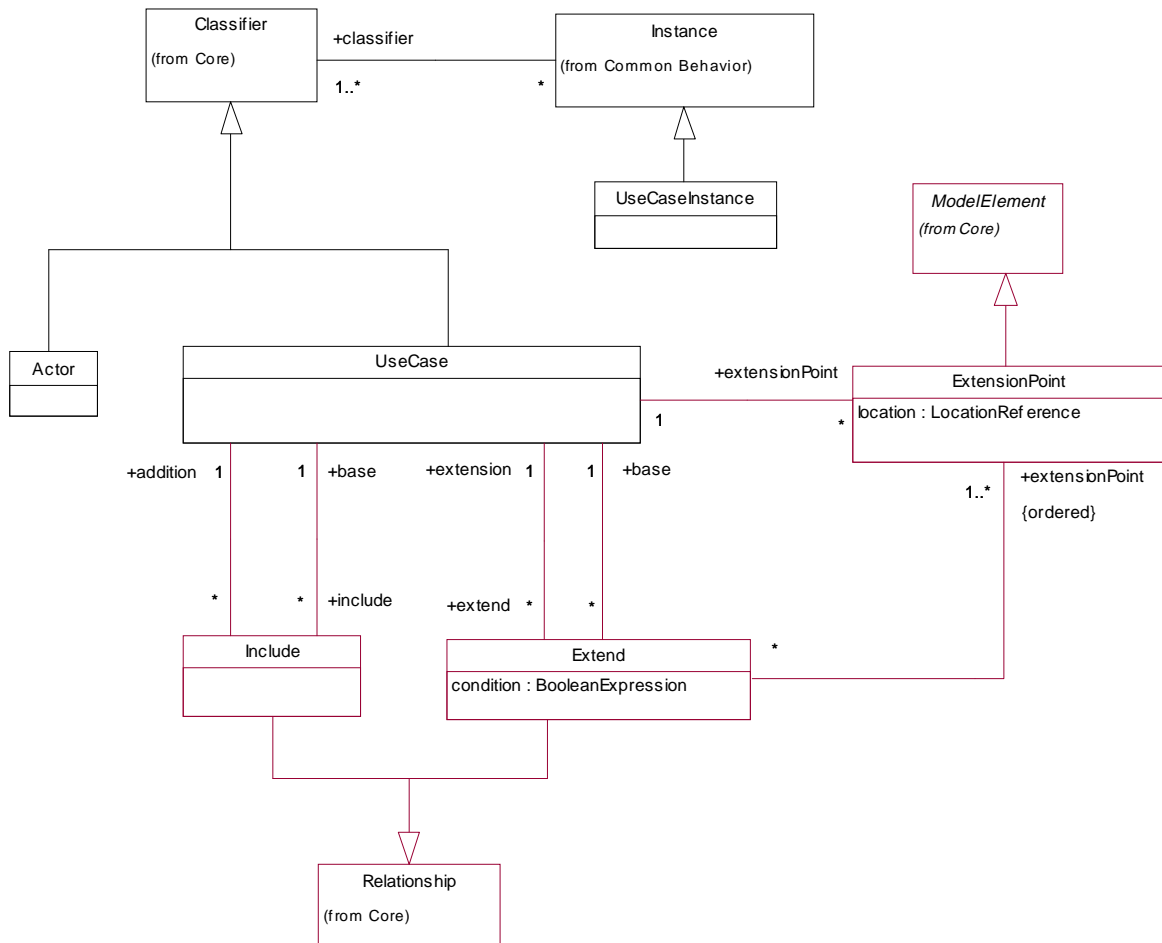 Classifier
(from Core)
+classifier
1..*
*
Instance
(from Common Behavior)
UseCaseInstance
ModelElement
(from Core)
Actor
UseCase
+extensionPoint
1
*
ExtensionPoint
location : LocationReference
+addition
1
1
+base
+extension
1
1
+base
1..*
+extensionPoint
{ordered}
*
*
+include
+extend
*
*
Include
Extend
condition : BooleanExpression
*
Relationship
(from Core)